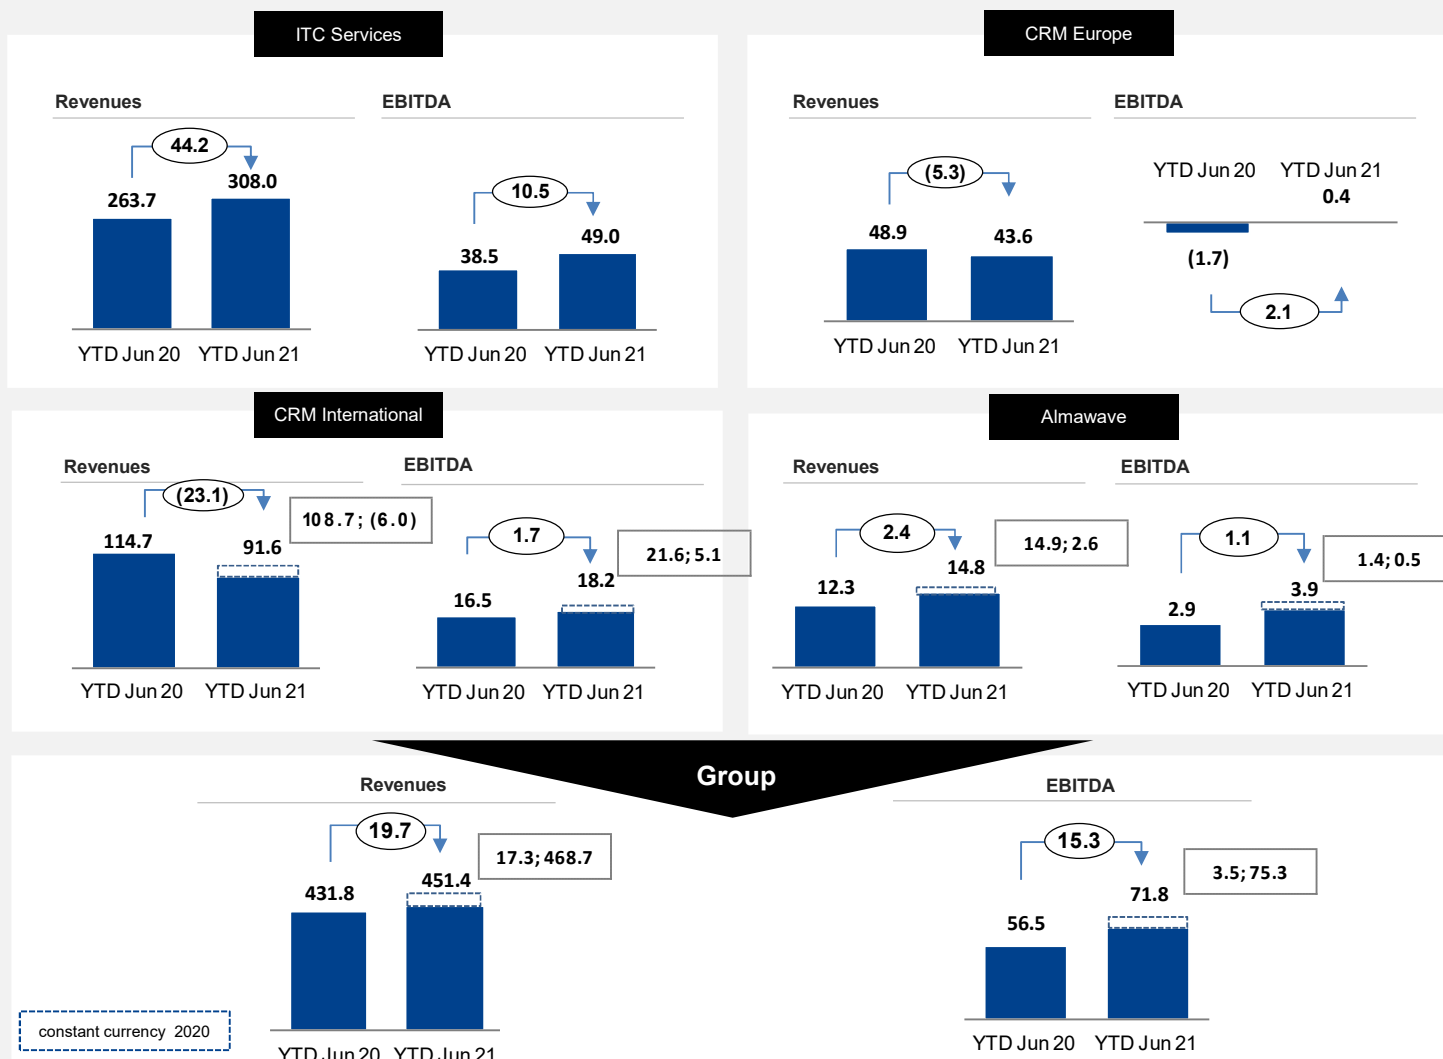 ITC Services
Revenues
EBITDA
44.2
263.7
308.0
YTD Jun 20 YTD Jun 21
10.5
38.5
49.0
YTD Jun 20 YTD Jun 21
CRM Europe
Revenues
EBITDA
(5.3)
48.9
43.6
YTD Jun 20 YTD Jun 21
YTD Jun 20 YTD Jun 21
0.4
(1.7)
2.1
CRM International
Revenues
EBITDA
(23.1)
108.7; (6.0)
114.7
91.6
YTD Jun 20 YTD Jun 21
1.7
21.6; 5.1
16.5
18.2
YTD Jun 20 YTD Jun 21
Almawave
Revenues
EBITDA
2.4
14.9; 2.6
12.3
14.8
YTD Jun 20 YTD Jun 21
1.1
1.4; 0.5
2.9
3.9
YTD Jun 20 YTD Jun 21
Group
Revenues
EBITDA
19.7
17.3; 468.7
431.8
451.4
YTD Jun 20 YTD Jun 21
15.3
3.5; 75.3
56.5
71.8
YTD Jun 20 YTD Jun 21
constant currency 2020